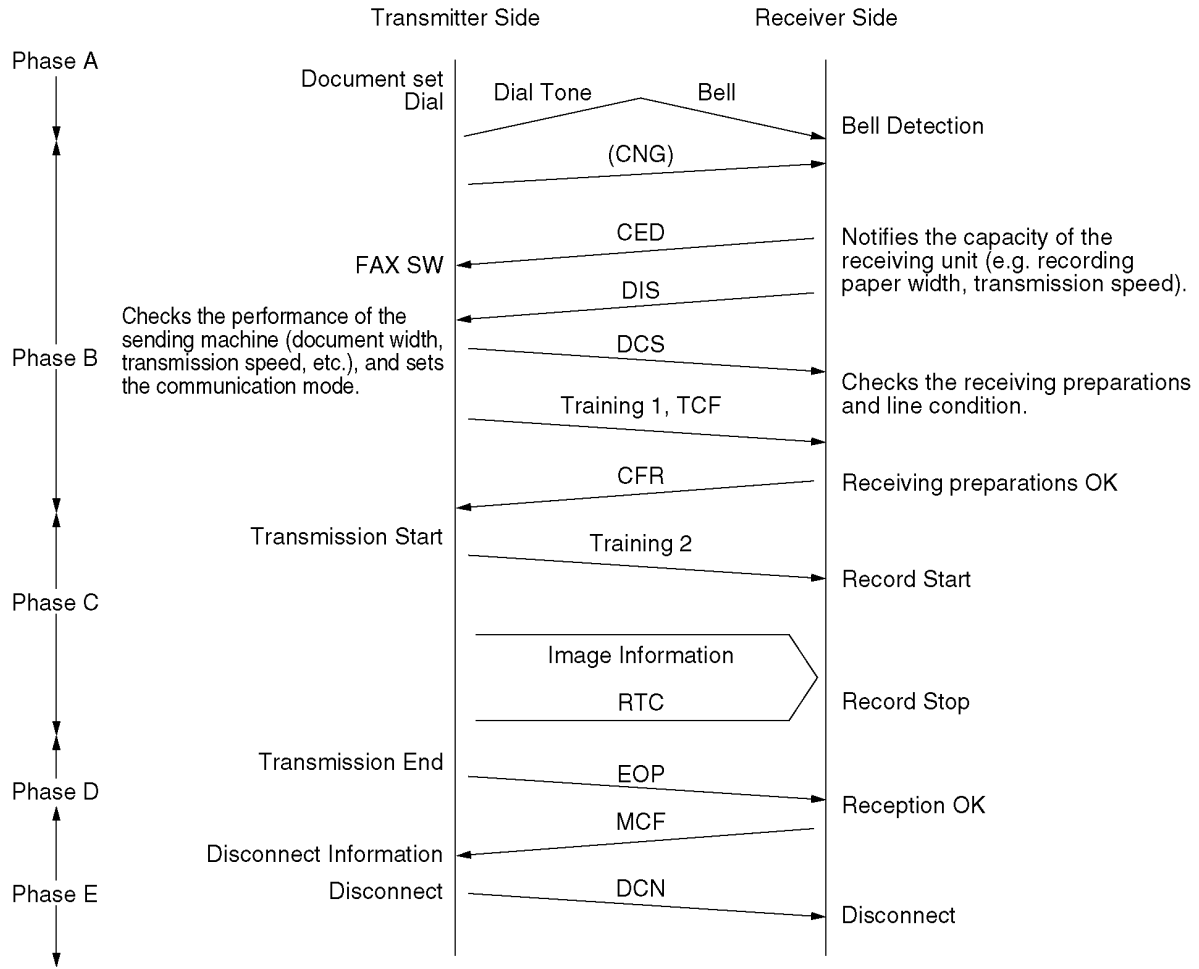 Transmitter Side
Receiver Side
Phase A
Document set
Dial
Dial Tone
Bell
Bell Detection
(CNG)
CED
Notifies the capacity of the
receiving unit (e.g. recording
paper width, transmission speed).
FAX SW
DIS
Checks the performance of the
sending machine (document width,
transmission speed, etc.), and sets
the communication mode.
Phase B
DCS
Checks the receiving preparations
and line condition.
Training 1, TCF
CFR
Receiving preparations OK
Transmission Start
Training 2
Record Start
Phase C
Image Information
RTC
Record Stop
Transmission End
EOP
Phase D
Reception OK
MCF
Disconnect Information
Phase E
Disconnect
DCN
Disconnect